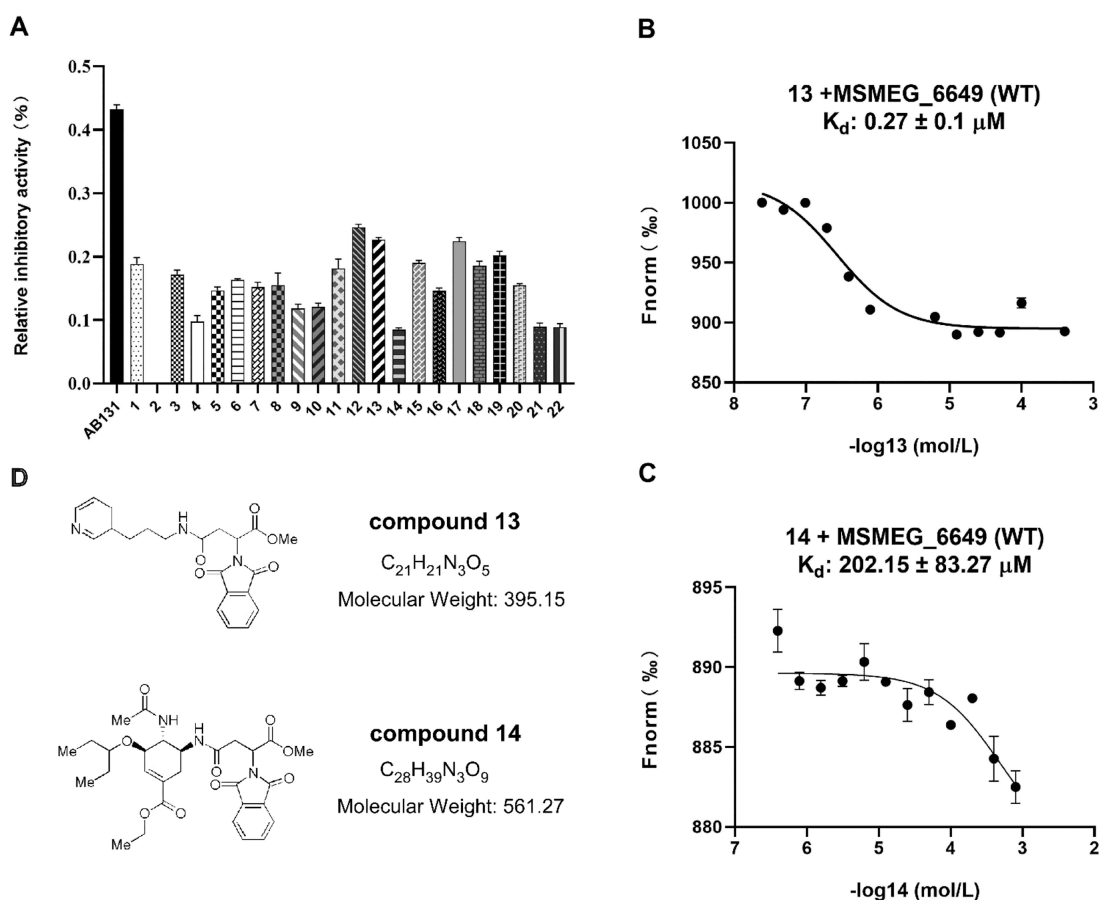 A
Relative inhibitory activity (%)
0.5
0.4
0.3
0.2
0.1
0.0
AB131 1 2 3 4 5 6 7 8 9 10 11 12 13 14 15 16 17 18 19 20 21 22
B
13 +MSMEG_6649 (WT)
Kd: 0.27 ± 0.1 μM
Fnorm (‰)
1050
1000
950
900
850
8 7 6 5 4 3
-log13 (mol/L)
C
14 + MSMEG_6649 (WT)
Kd: 202.15 ± 83.27 μM
Fnorm (‰)
895
890
885
880
7 6 5 4 3 2
-log14 (mol/L)
D
N
H
N
O
O
OMe
N
O
O
compound 13
C21H21N3O5
Molecular Weight: 395.15
O
Me
NH
Me
O
H
N
O
O
OMe
N
O
O
Me
O
O
Me
compound 14
C28H39N3O9
Molecular Weight: 561.27